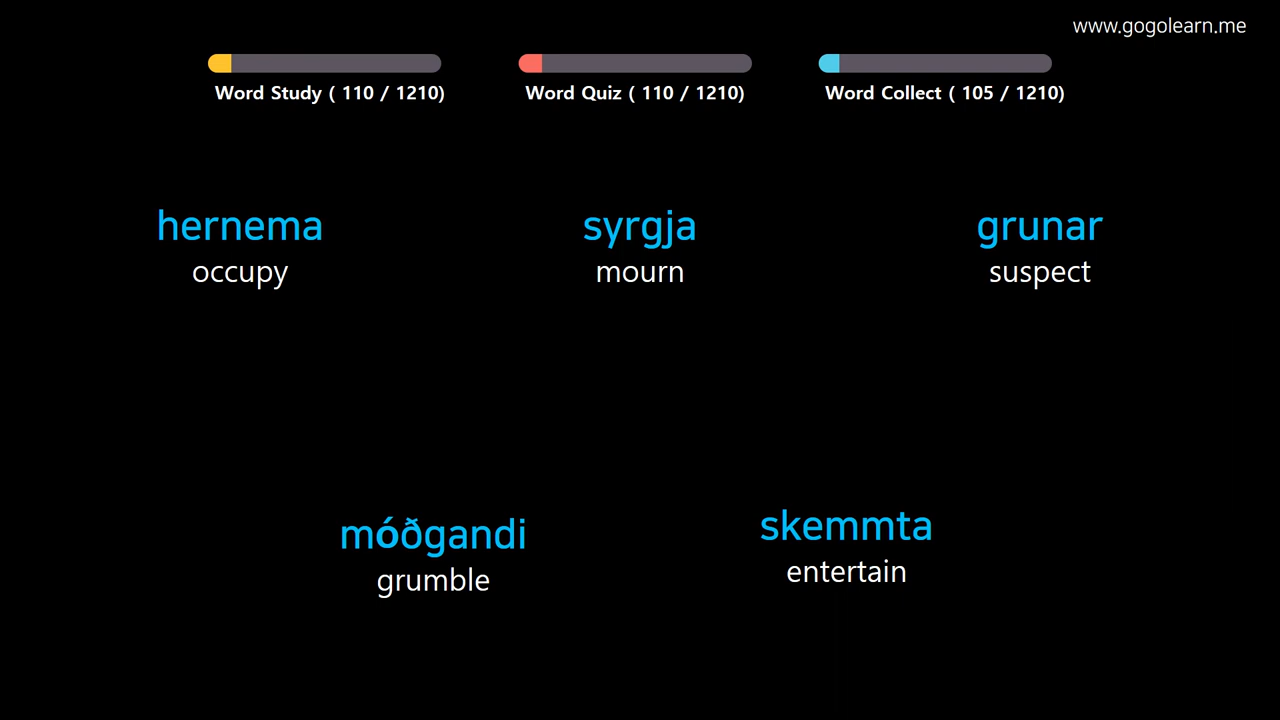 www.gogolearn.me
Word Study ( 110 / 1210)
Word Quiz ( 110 / 1210)
Word Collect ( 105 / 1210)
hernema
occupy
syrgja
mourn
grunar
suspect
móðgandi
grumble
skemmta
entertain